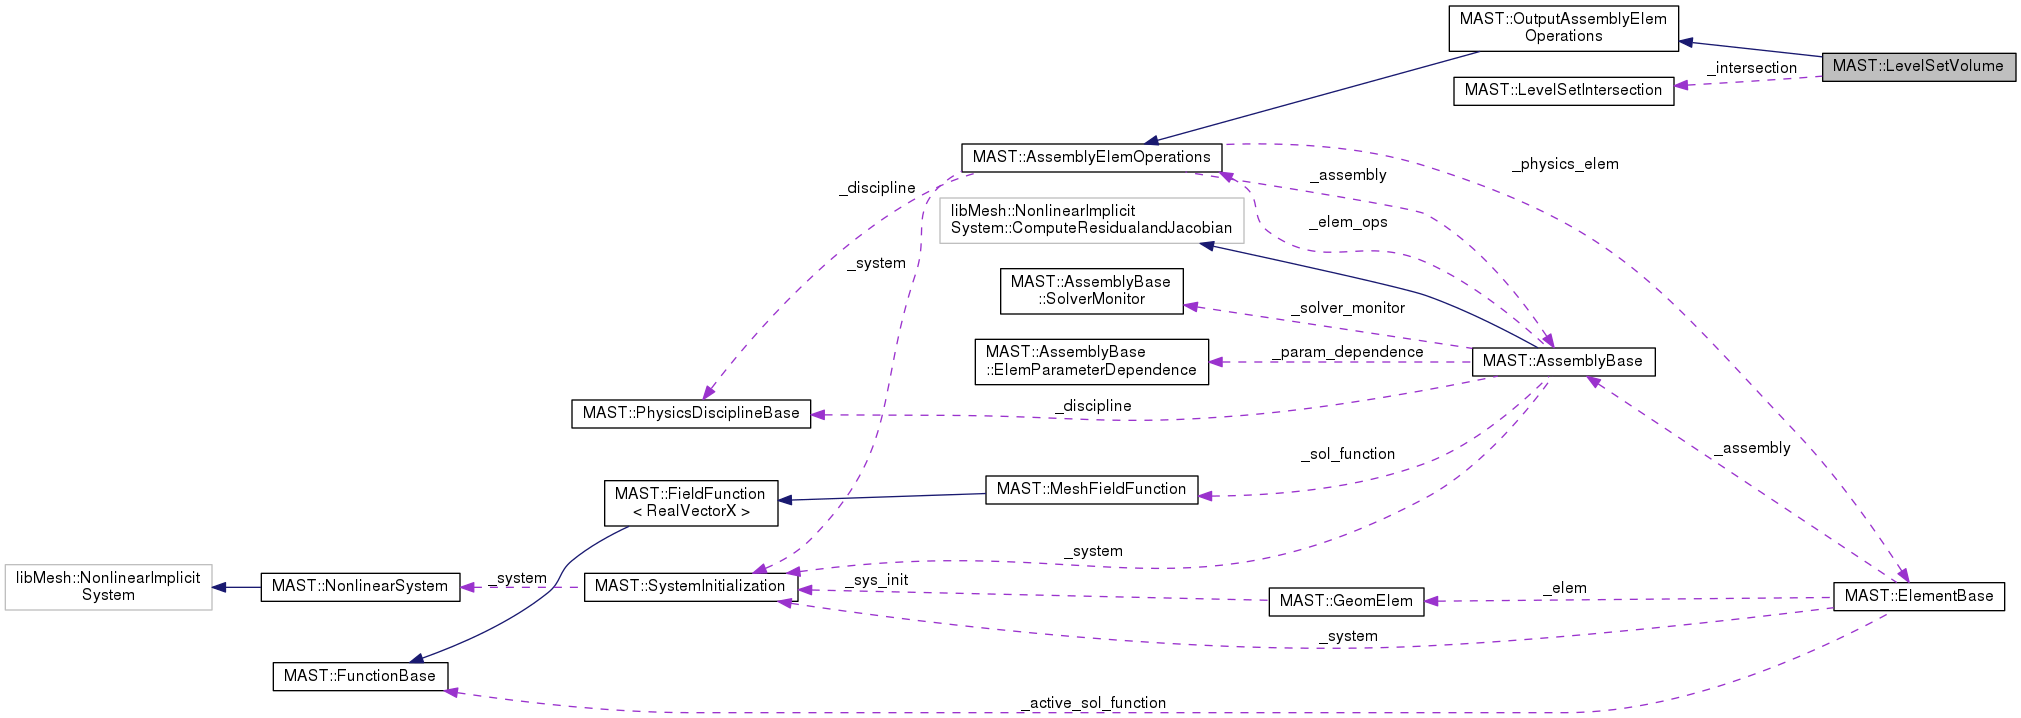 MAST::OutputAssemblyElem
Operations
MAST::LevelSetVolume
_intersection
MAST::LevelSetIntersection
MAST::AssemblyElemOperations
_physics_elem
_discipline
_assembly
libMesh::NonlinearImplicit
System::ComputeResidualandJacobian
_elem_ops
_system
MAST::AssemblyBase
::SolverMonitor
_solver_monitor
MAST::AssemblyBase
::ElemParameterDependence
_param_dependence
MAST::AssemblyBase
MAST::PhysicsDisciplineBase
_discipline
_assembly
_sol_function
MAST::FieldFunction
< RealVectorX >
MAST::MeshFieldFunction
_system
libMesh::NonlinearImplicit
System
MAST::NonlinearSystem
_system
MAST::SystemInitialization
_sys_init
MAST::GeomElem
_elem
MAST::ElementBase
_system
MAST::FunctionBase
_active_sol_function